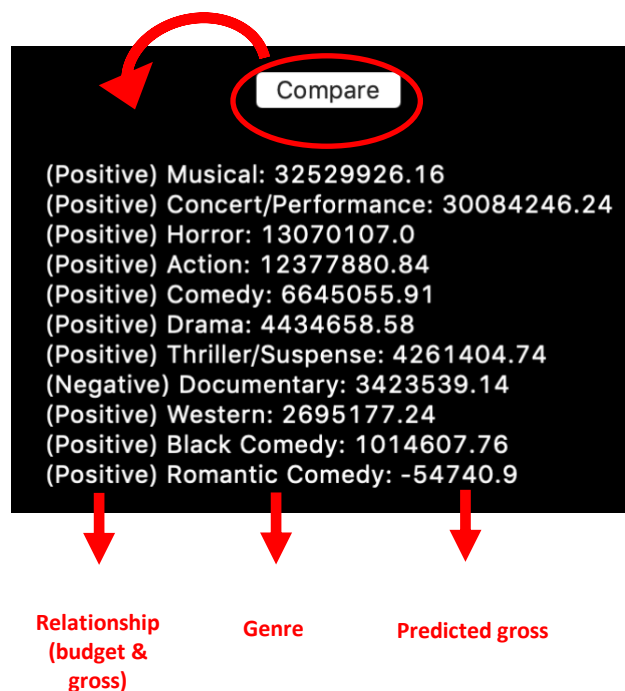 Compare
(Positive) Musical: 32529926.16
(Positive) Concert/Performance: 30084246.24
(Positive) Horror: 13070107.0
(Positive) Action: 12377880.84
(Positive) Comedy: 6645055.91
(Positive) Drama: 4434658.58
(Positive) Thriller/Suspense: 4261404.74
(Negative) Documentary: 3423539.14
(Positive) Western: 2695177.24
(Positive) Black Comedy: 1014607.76
(Positive) Romantic Comedy: -54740.9
Relationship
(budget &
gross)
Genre
Predicted gross